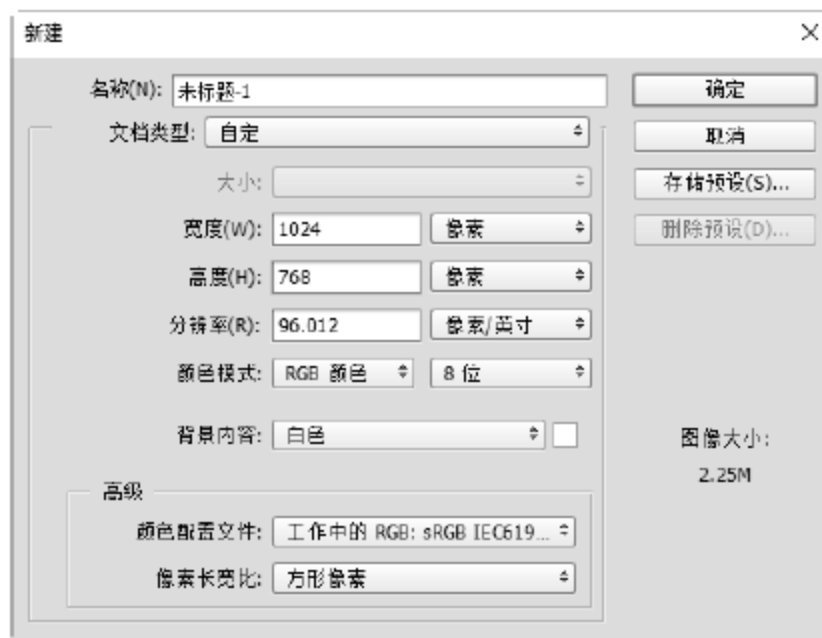 新建
名称(N): 未标题-1
确定
文档类型: 自定
取消
大小:
存储预设(S)...
宽度(W): 1024 像素
删除预设(D)...
高度(H): 768 像素
分辨率(R): 96.012 像素/英寸
颜色模式: RGB 颜色 8 位
背景内容: 白色
图像大小:
2.25M
高级
颜色配置文件: 工作中的 RGB: sRGB IEC619...
像素长宽比: 方形像素